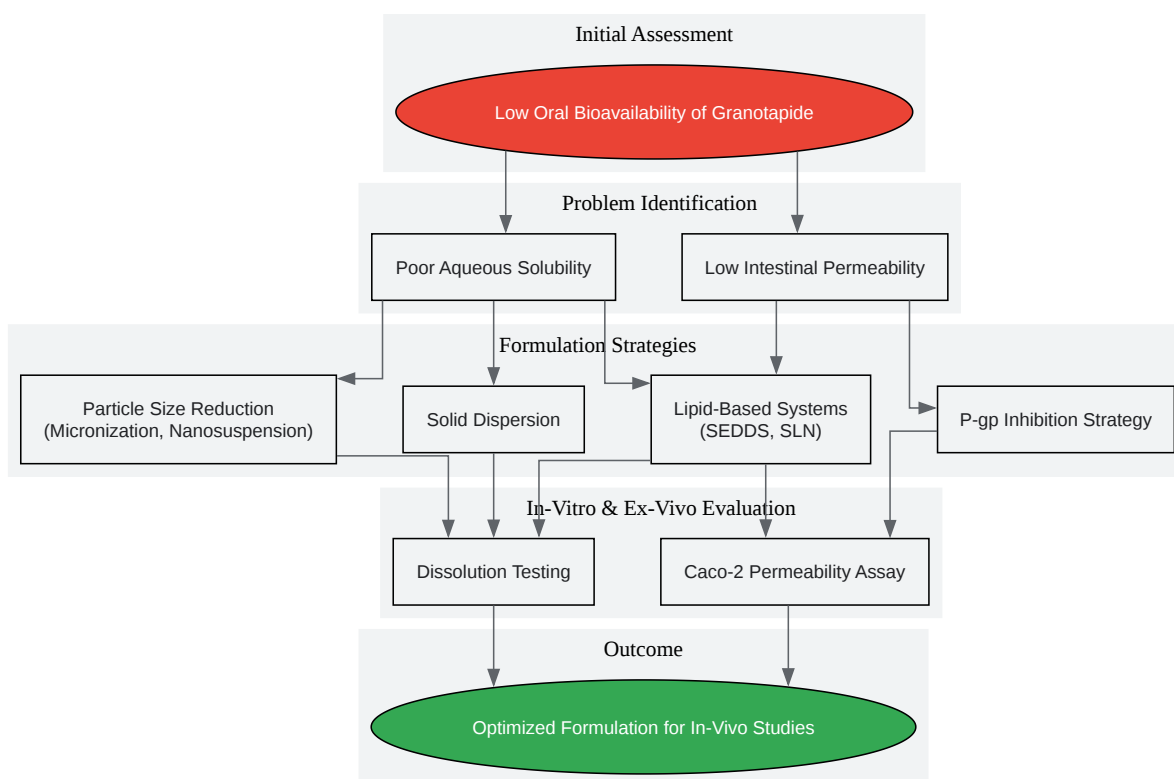 Initial Assessment
Low Oral Bioavailability of Granotapide
Problem Identification
Poor Aqueous Solubility
Low Intestinal Permeability
Formulation Strategies
Particle Size Reduction
(Micronization, Nanosuspension)
Solid Dispersion
Lipid-Based Systems
(SEDDS, SLN)
P-gp Inhibition Strategy
In-Vitro & Ex-Vivo Evaluation
Dissolution Testing
Caco-2 Permeability Assay
Outcome
Optimized Formulation for In-Vivo Studies